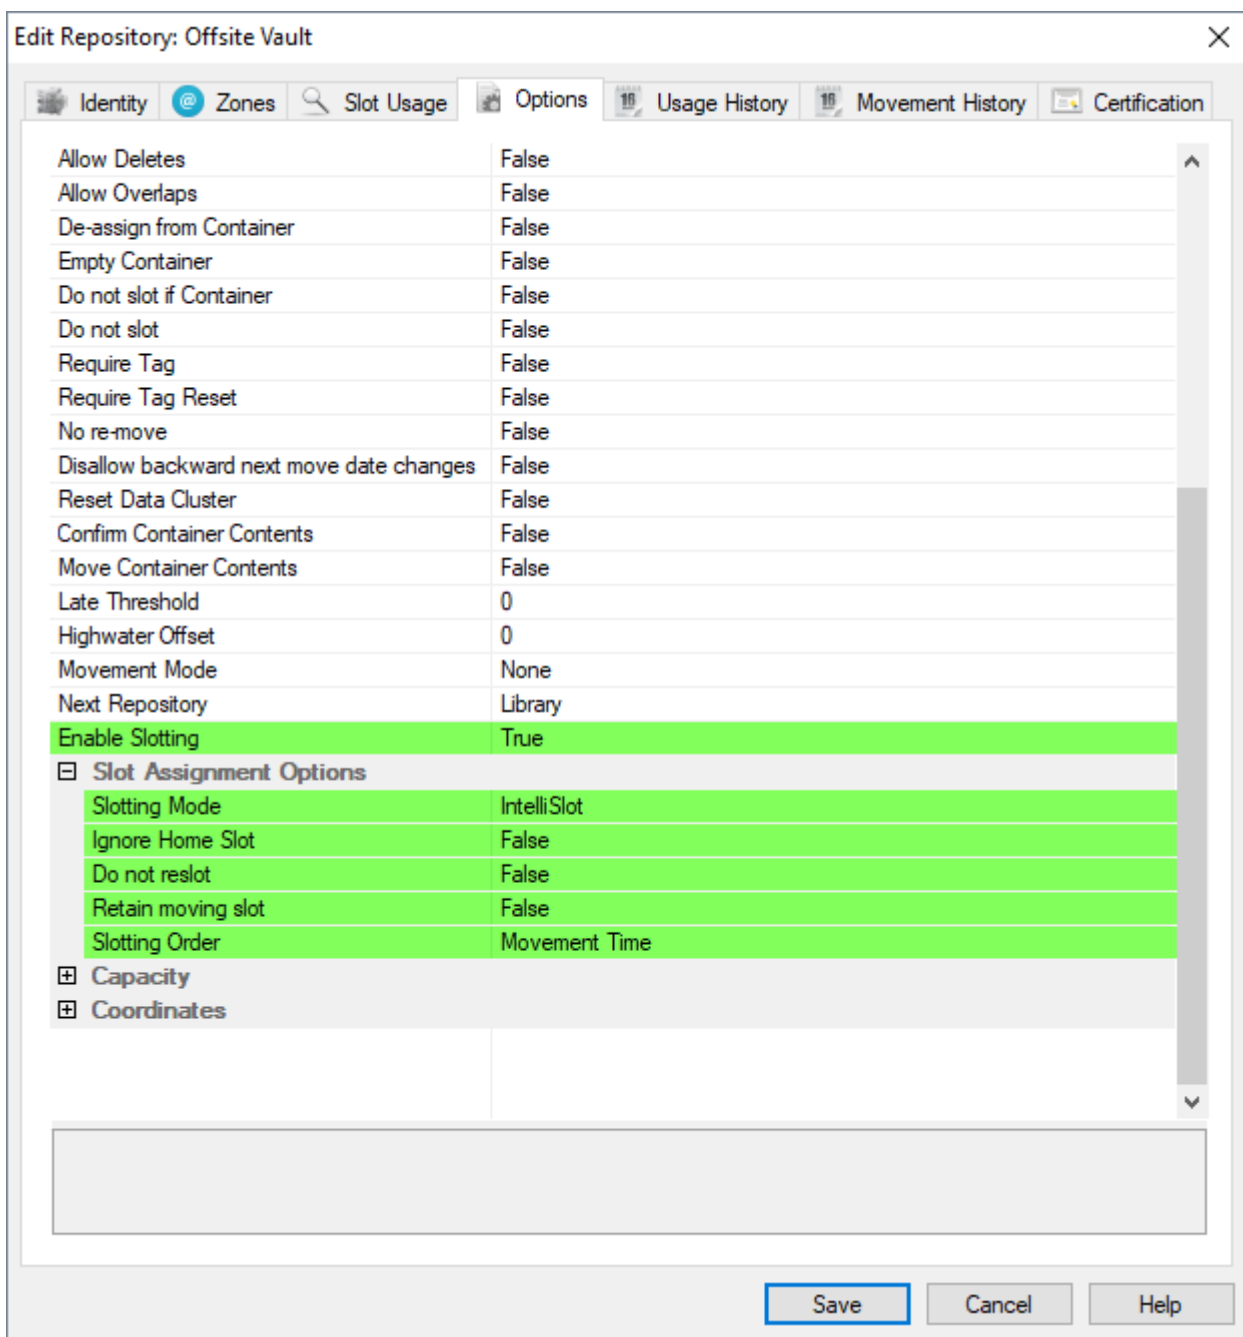 Edit Repository: Offsite Vault
Identity Zones Slot Usage Options Usage History Movement History Certification
Allow Deletes False
Allow Overlaps False
De-assign from Container False
Empty Container False
Do not slot if Container False
Do not slot False
Require Tag False
Require Tag Reset False
No re-move False
Disallow backward next move date changes False
Reset Data Cluster False
Confirm Container Contents False
Move Container Contents False
Late Threshold 0
Highwater Offset 0
Movement Mode None
Next Repository Library
Enable Slotting True
Slot Assignment Options
Slotting Mode IntelliSlot
Ignore Home Slot False
Do not reslot False
Retain moving slot False
Slotting Order Movement Time
Capacity
Coordinates
Save Cancel Help